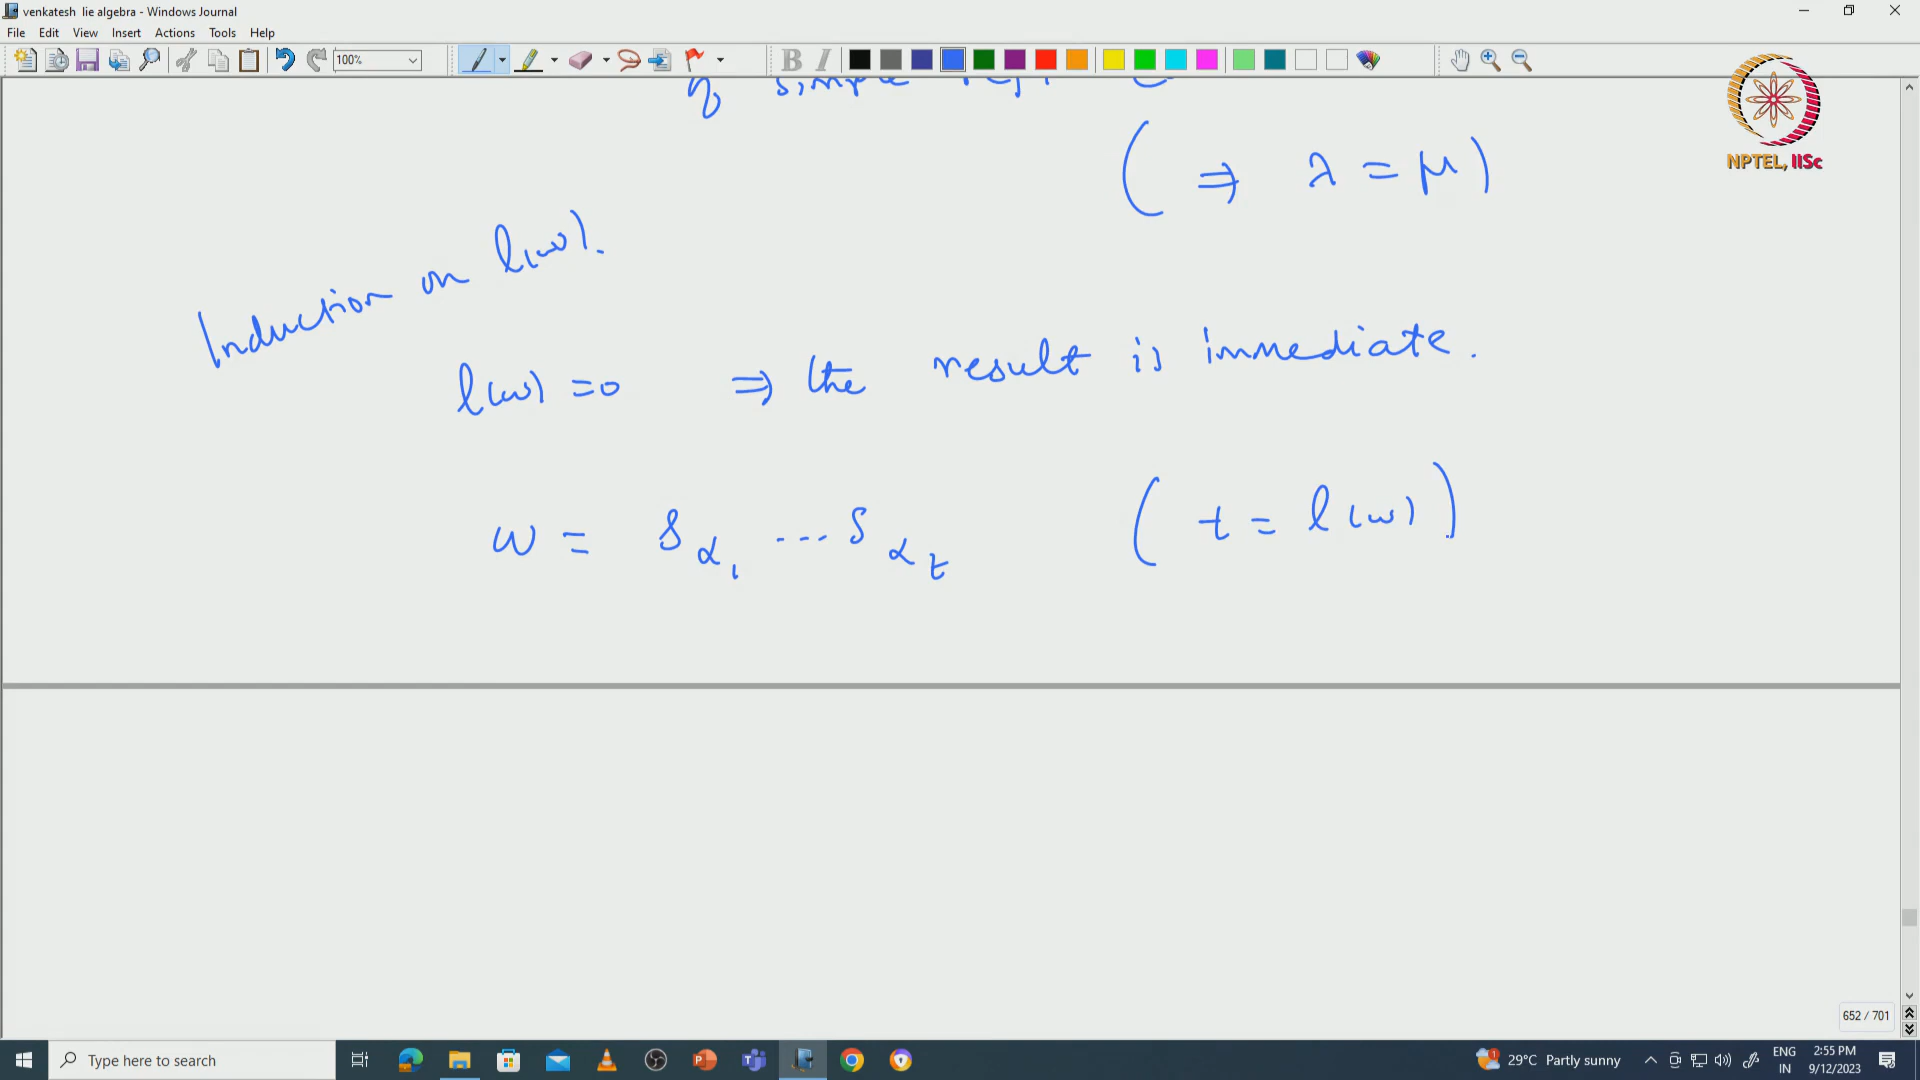 venkatesh lie algebra - Windows Journal
File Edit View Insert Actions Tools Help
100%
B I
simple
NPTEL, IISc
( ⇒ λ = μ )
Induction on l(w).
l(w) = 0 ⇒ the result is immediate.
w = s_{α_1} ... s_{α_t} ( t = l(w) )
652 / 701
Type here to search
29°C Partly sunny
ENG
IN
2:55 PM
9/12/2023